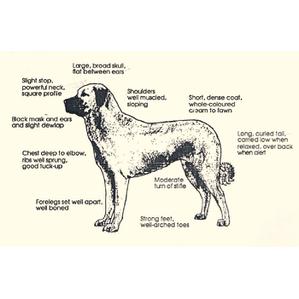 Large, broad skull,
flat between ears
Slight stop,
powerful neck,
square profile
Shoulders
well muscled,
sloping
Short, dense coat,
whole-coloured
cream to fawn
Black mask and ears
and slight dewlap
Long, curled tail,
carried low when
relaxed, over back
when alert
Chest deep to elbow,
ribs well sprung,
good tuck-up
Moderate
turn of stifle
Forelegs set well apart,
well boned
Strong feet,
well-arched toes